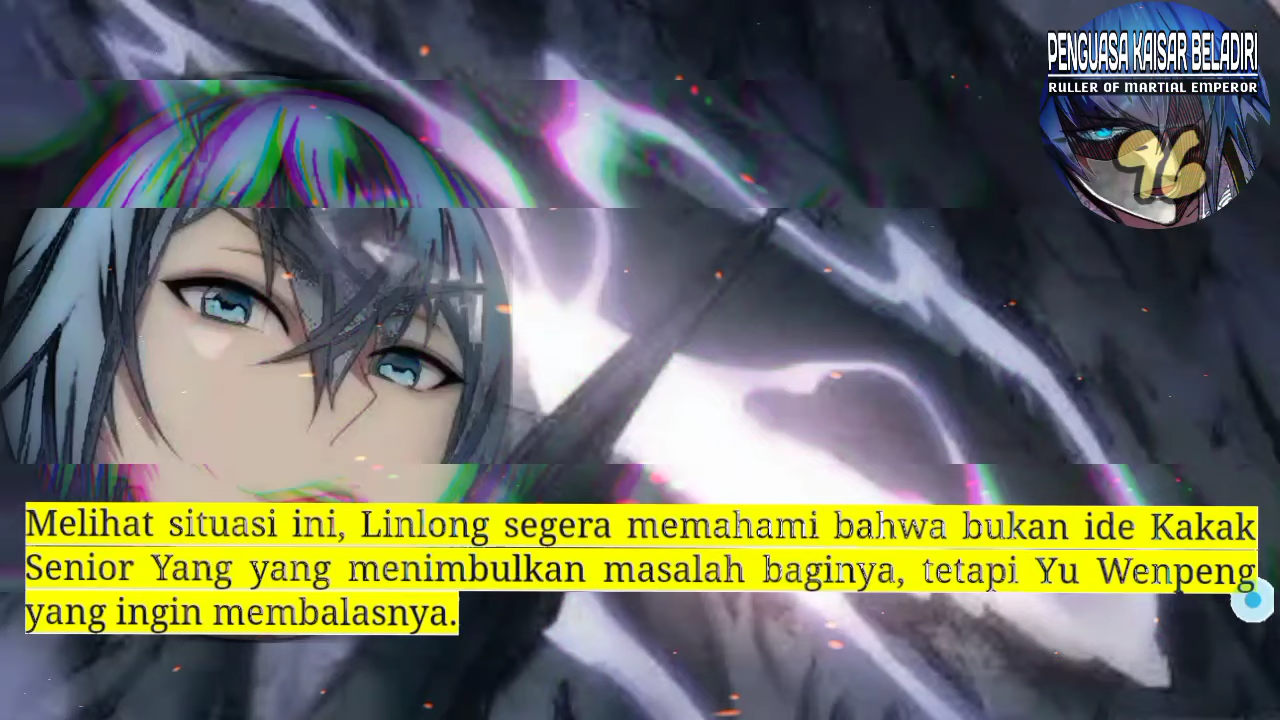 PENGUASA KAISAR BELADIRI
RULLER OF MARTIAL EMPEROR
96
Melihat situasi ini, Linlong segera memahami bahwa bukan ide Kakak
Senior Yang yang menimbulkan masalah baginya, tetapi Yu Wenpeng
yang ingin membalasnya.